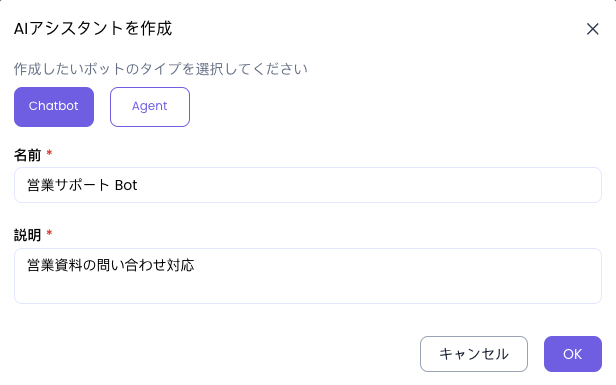 AIアシスタントを作成
作成したいボットのタイプを選択してください
Chatbot
Agent
名前 *
営業サポート Bot
説明 *
営業資料の問い合わせ対応
キャンセル
OK